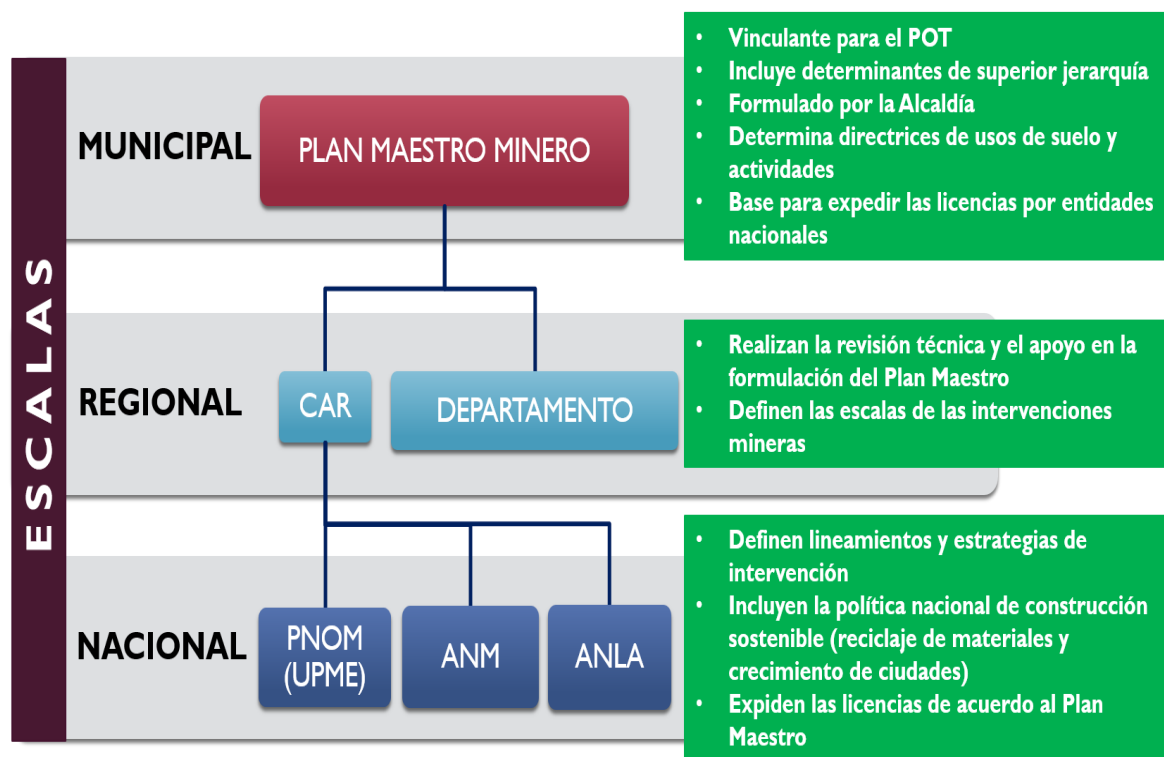 ESCALAS
MUNICIPAL
PLAN MAESTRO MINERO
• Vinculante para el POT
• Incluye determinantes de superior jerarquía
• Formulado por la Alcaldía
• Determina directrices de usos de suelo y
actividades
• Base para expedir las licencias por entidades
nacionales
REGIONAL
CAR
DEPARTAMENTO
• Realizan la revisión técnica y el apoyo en la
formulación del Plan Maestro
• Definen las escalas de las intervenciones
mineras
NACIONAL
PNOM
(UPME)
ANM
ANLA
• Definen lineamientos y estrategias de
intervención
• Incluyen la política nacional de construcción
sostenible (reciclaje de materiales y
crecimiento de ciudades)
• Expiden las licencias de acuerdo al Plan
Maestro